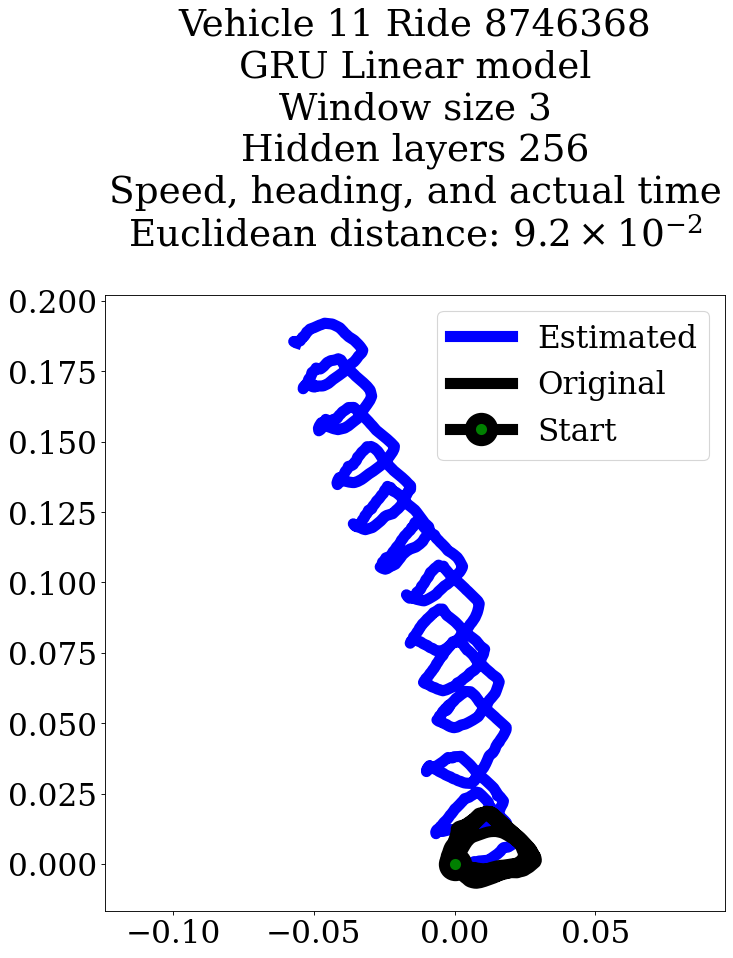 Vehicle 11 Ride 8746368
GRU Linear model
Window size 3
Hidden layers 256
Speed, heading, and actual time
Euclidean distance: 9.2 × 10⁻²
0.200
0.175
0.150
0.125
0.100
0.075
0.050
0.025
0.000
Estimated
Original
Start
−0.10
−0.05
0.00
0.05